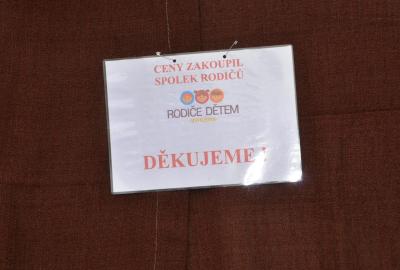 CENY ZAKOUPIL
SPOLEK RODIČŮ
RODIČE DĚTEM
DĚKUJEME !